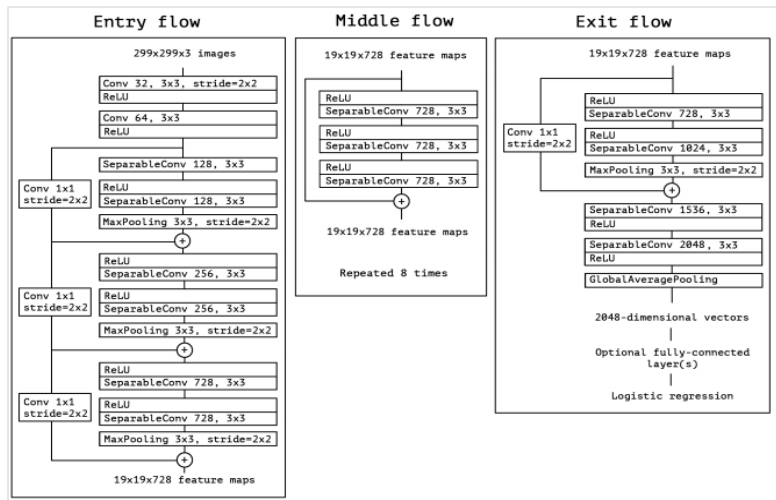 Entry flow
299x299x3 images
Conv 32, 3x3, stride=2x2
ReLU
Conv 64, 3x3
ReLU
SeparableConv 128, 3x3
Conv 1x1
stride=2x2
ReLU
SeparableConv 128, 3x3
MaxPooling 3x3, stride=2x2
+
ReLU
SeparableConv 256, 3x3
Conv 1x1
stride=2x2
ReLU
SeparableConv 256, 3x3
MaxPooling 3x3, stride=2x2
+
ReLU
SeparableConv 728, 3x3
Conv 1x1
stride=2x2
ReLU
SeparableConv 728, 3x3
MaxPooling 3x3, stride=2x2
+
19x19x728 feature maps
Middle flow
19x19x728 feature maps
ReLU
SeparableConv 728, 3x3
ReLU
SeparableConv 728, 3x3
ReLU
SeparableConv 728, 3x3
+
19x19x728 feature maps
Repeated 8 times
Exit flow
19x19x728 feature maps
ReLU
SeparableConv 728, 3x3
Conv 1x1
stride=2x2
ReLU
SeparableConv 1024, 3x3
MaxPooling 3x3, stride=2x2
+
SeparableConv 1536, 3x3
ReLU
SeparableConv 2048, 3x3
ReLU
GlobalAveragePooling
2048-dimensional vectors
Optional fully-connected
layer(s)
Logistic regression